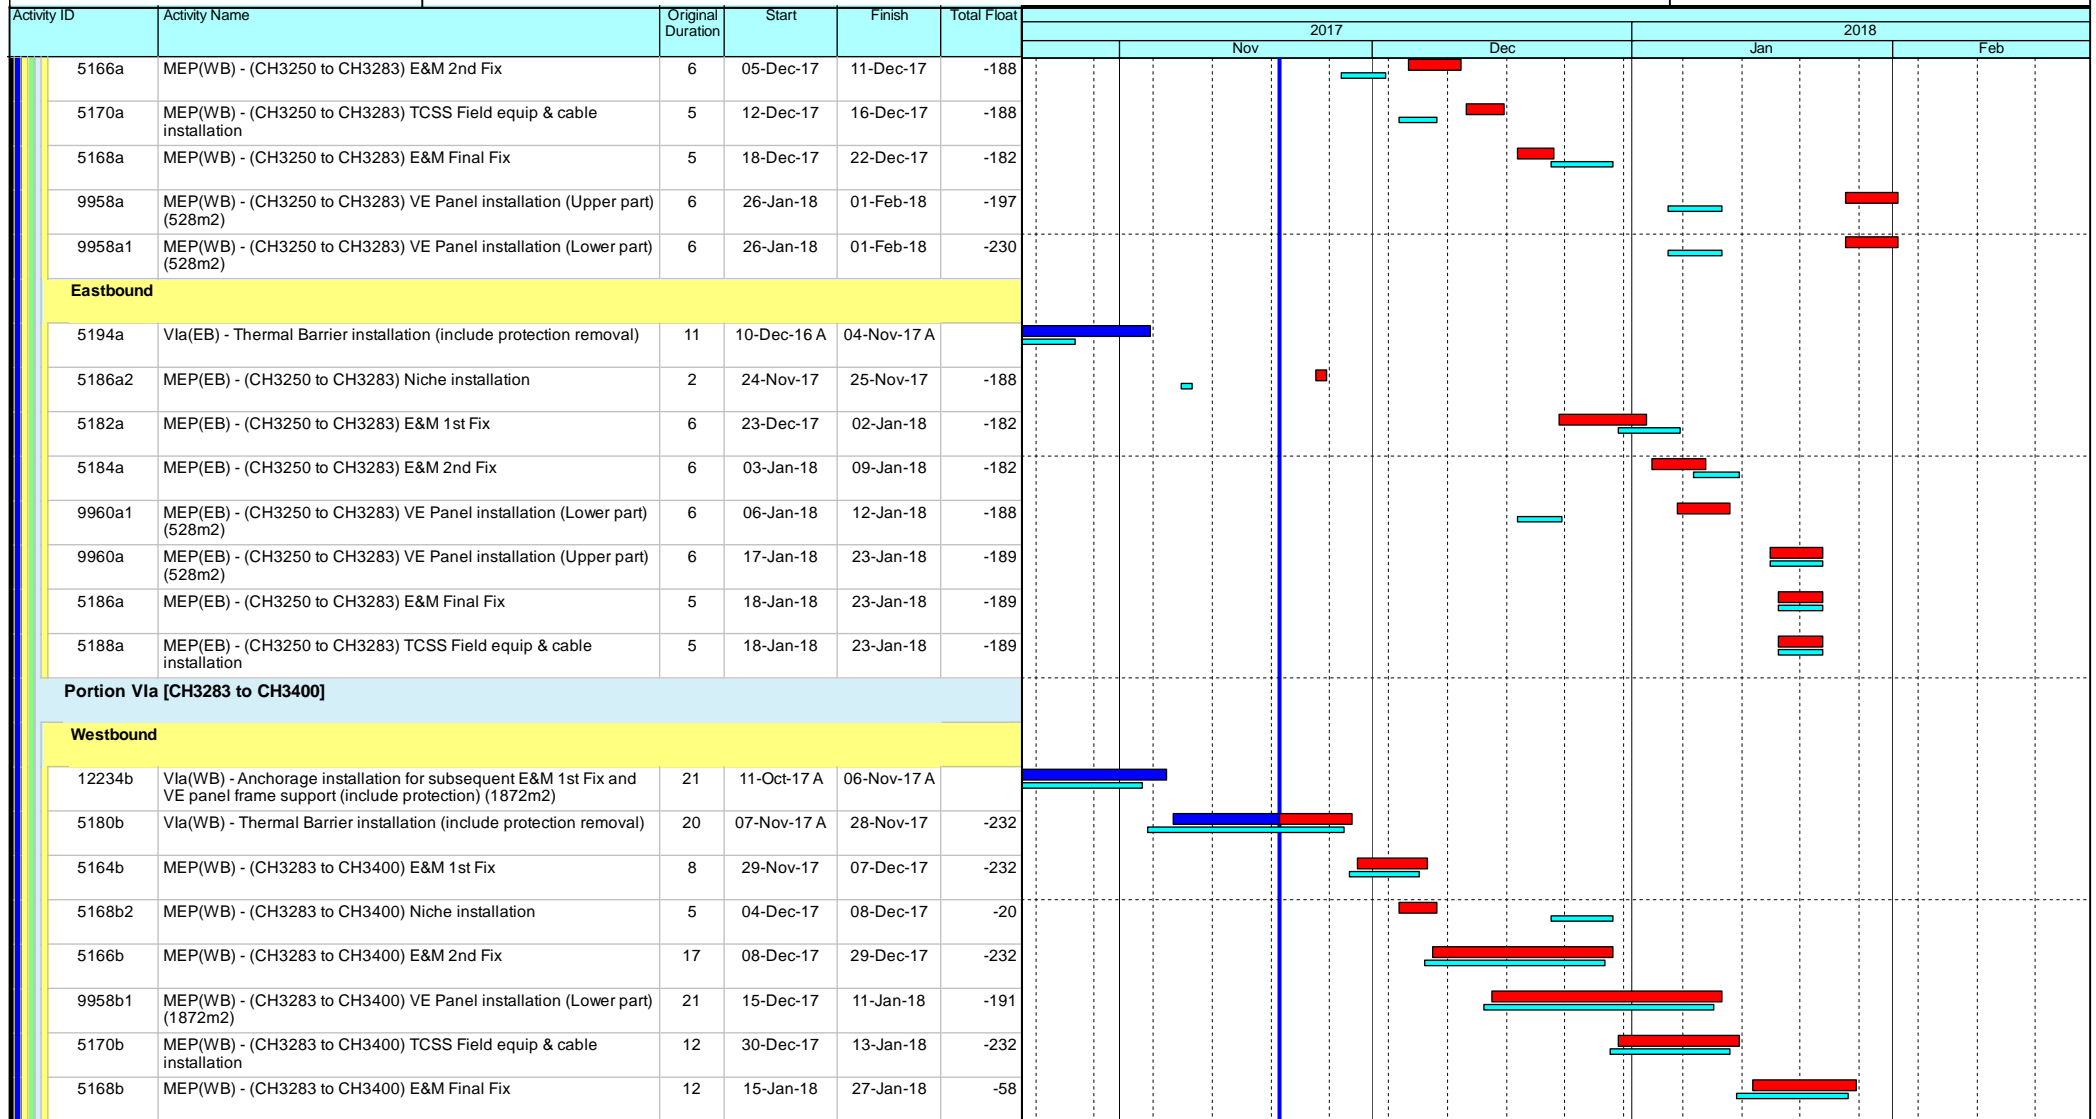 Activity ID Activity Name Original Start Finish Total Float
Duration
2017 2018
Nov Dec Jan Feb
5166a MEP(WB) - (CH3250 to CH3283) E&M 2nd Fix 6 05-Dec-17 11-Dec-17 -188
5170a MEP(WB) - (CH3250 to CH3283) TCSS Field equip & cable 5 12-Dec-17 16-Dec-17 -188
installation
5168a MEP(WB) - (CH3250 to CH3283) E&M Final Fix 5 18-Dec-17 22-Dec-17 -182
9958a MEP(WB) - (CH3250 to CH3283) VE Panel installation (Upper part) 6 26-Jan-18 01-Feb-18 -197
(528m2)
9958a1 MEP(WB) - (CH3250 to CH3283) VE Panel installation (Lower part) 6 26-Jan-18 01-Feb-18 -230
(528m2)
Eastbound
5194a VIa(EB) - Thermal Barrier installation (include protection removal) 11 10-Dec-16 A 04-Nov-17 A
5186a2 MEP(EB) - (CH3250 to CH3283) Niche installation 2 24-Nov-17 25-Nov-17 -188
5182a MEP(EB) - (CH3250 to CH3283) E&M 1st Fix 6 23-Dec-17 02-Jan-18 -182
5184a MEP(EB) - (CH3250 to CH3283) E&M 2nd Fix 6 03-Jan-18 09-Jan-18 -182
9960a1 MEP(EB) - (CH3250 to CH3283) VE Panel installation (Lower part) 6 06-Jan-18 12-Jan-18 -188
(528m2)
9960a MEP(EB) - (CH3250 to CH3283) VE Panel installation (Upper part) 6 17-Jan-18 23-Jan-18 -189
(528m2)
5186a MEP(EB) - (CH3250 to CH3283) E&M Final Fix 5 18-Jan-18 23-Jan-18 -189
5188a MEP(EB) - (CH3250 to CH3283) TCSS Field equip & cable 5 18-Jan-18 23-Jan-18 -189
installation
Portion VIa [CH3283 to CH3400]
Westbound
12234b VIa(WB) - Anchorage installation for subsequent E&M 1st Fix and 21 11-Oct-17 A 06-Nov-17 A
VE panel frame support (include protection) (1872m2)
5180b VIa(WB) - Thermal Barrier installation (include protection removal) 20 07-Nov-17 A 28-Nov-17 -232
5164b MEP(WB) - (CH3283 to CH3400) E&M 1st Fix 8 29-Nov-17 07-Dec-17 -232
5168b2 MEP(WB) - (CH3283 to CH3400) Niche installation 5 04-Dec-17 08-Dec-17 -20
5166b MEP(WB) - (CH3283 to CH3400) E&M 2nd Fix 17 08-Dec-17 29-Dec-17 -232
9958b1 MEP(WB) - (CH3283 to CH3400) VE Panel installation (Lower part) 21 15-Dec-17 11-Jan-18 -191
(1872m2)
5170b MEP(WB) - (CH3283 to CH3400) TCSS Field equip & cable 12 30-Dec-17 13-Jan-18 -232
installation
5168b MEP(WB) - (CH3283 to CH3400) E&M Final Fix 12 15-Jan-18 27-Jan-18 -58